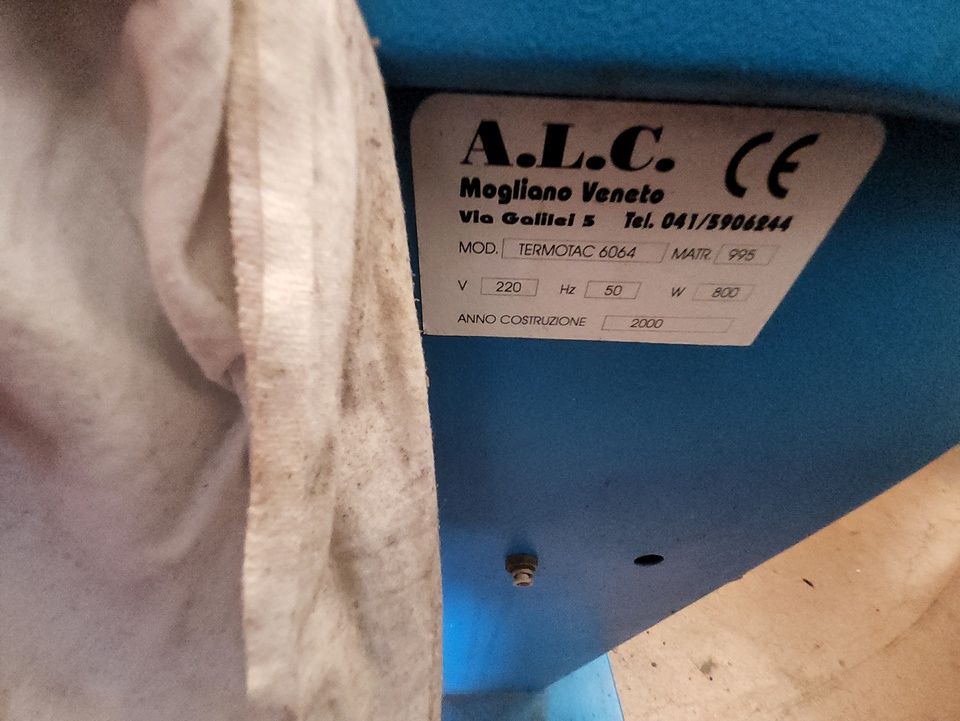 A.L.C. CE
Mogliano Veneto
Via Galilei 5 Tel. 041/5906244
MOD. TERMOTAC 6064 MATR. 995
V 220 Hz 50 W 800
ANNO COSTRUZIONE 2000